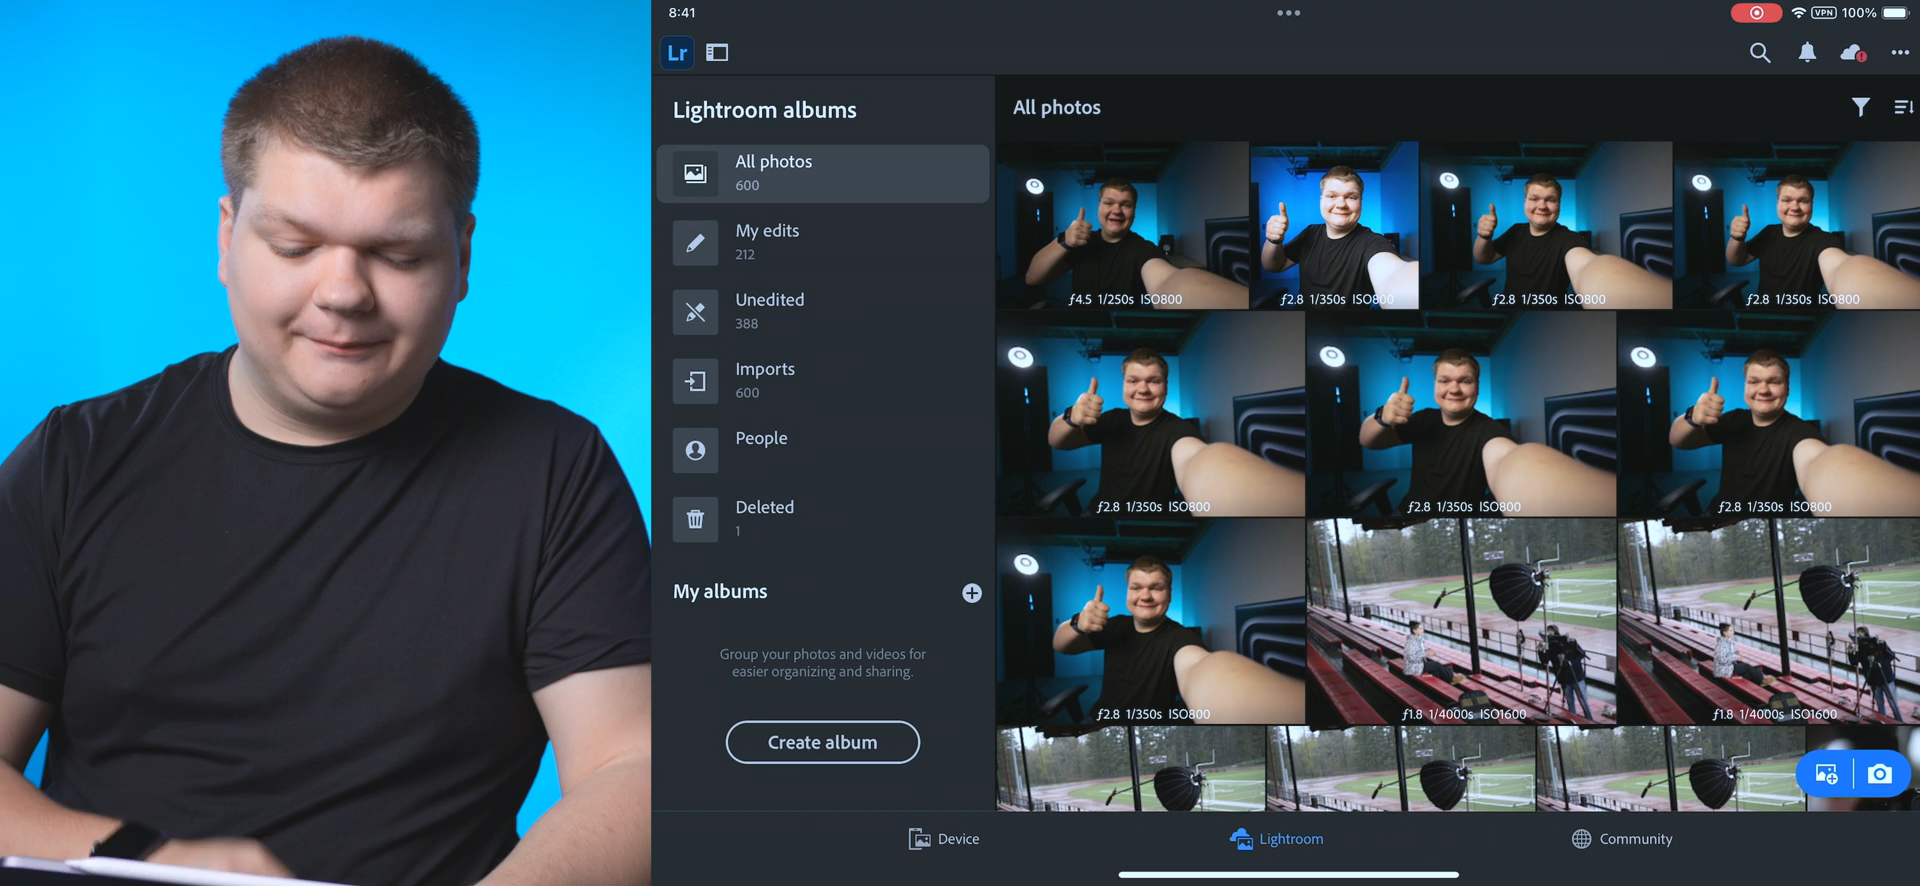 8:41
VPN 100%
Lr
Lightroom albums
All photos
600
My edits
212
Unedited
388
Imports
600
People
Deleted
1
My albums
Group your photos and videos for
easier organizing and sharing.
Create album
All photos
ƒ4.5 1/250s ISO800
ƒ2.8 1/350s ISO800
ƒ2.8 1/350s ISO800
ƒ2.8 1/350s ISO800
ƒ2.8 1/350s ISO800
ƒ2.8 1/350s ISO800
ƒ2.8 1/350s ISO800
ƒ2.8 1/350s ISO800
ƒ1.8 1/4000s ISO1600
ƒ1.8 1/4000s ISO1600
Device
Lightroom
Community